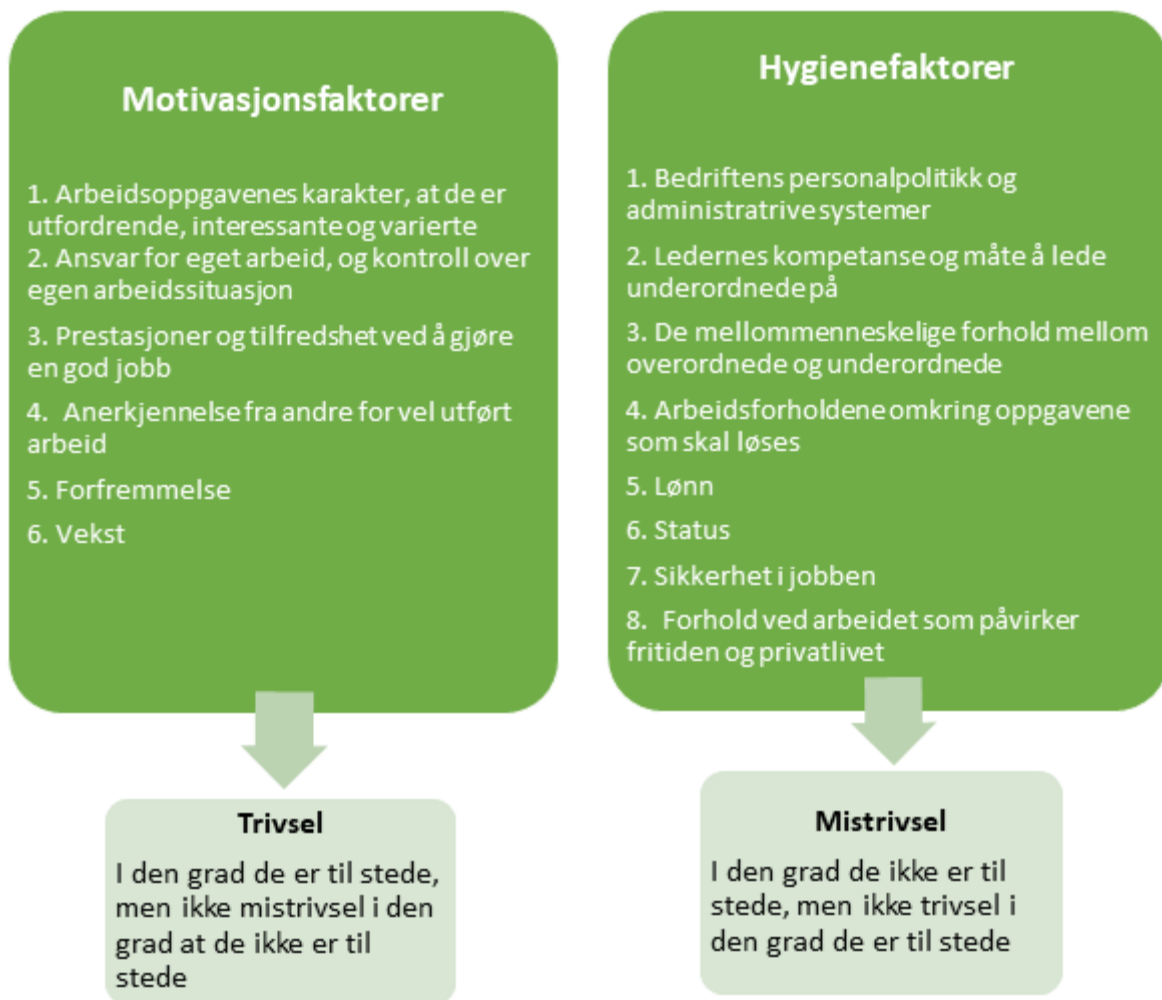 Motivasjonsfaktorer
1. Arbeidsoppgavenes karakter, at de er
utfordrende, interessante og varierte
2. Ansvar for eget arbeid, og kontroll over
egen arbeidssituasjon
3. Prestasjoner og tilfredshet ved å gjøre
en god jobb
4. Anerkjennelse fra andre for vel utført
arbeid
5. Forfremmelse
6. Vekst
Trivsel
I den grad de er til stede,
men ikke mistrivsel i den
grad at de ikke er til
stede
Hygienefaktorer
1. Bedriftens personalpolitikk og
administratrive systemer
2. Ledernes kompetanse og måte å lede
underordnede på
3. De mellommenneskelige forhold mellom
overordnede og underordnede
4. Arbeidsforholdene omkring oppgavene
som skal løses
5. Lønn
6. Status
7. Sikkerhet i jobben
8. Forhold ved arbeidet som påvirker
fritiden og privatlivet
Mistrivsel
I den grad de ikke er til
stede, men ikke trivsel i
den grad de er til stede